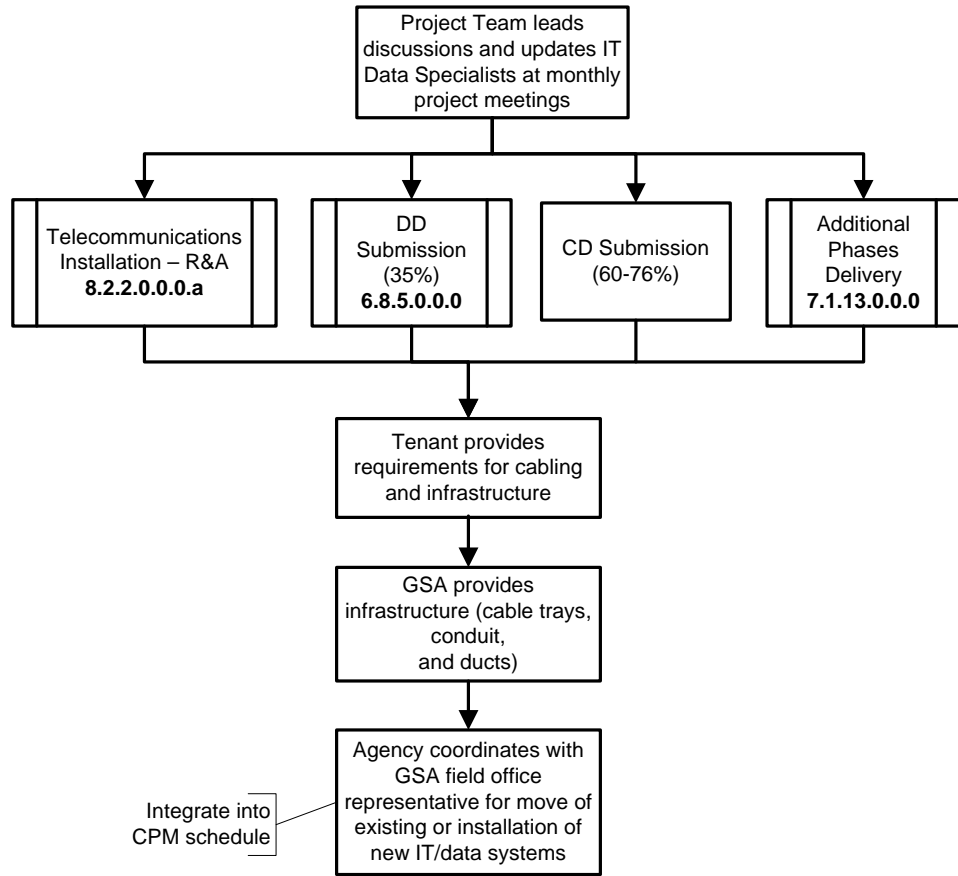 Project Team leads
discussions and updates IT
Data Specialists at monthly
project meetings
Telecommunications
Installation – R&A
8.2.2.0.0.0.a
DD
Submission
(35%)
6.8.5.0.0.0
CD Submission
(60-76%)
Additional
Phases
Delivery
7.1.13.0.0.0
Tenant provides
requirements for cabling
and infrastructure
GSA provides
infrastructure (cable trays,
conduit,
and ducts)
Agency coordinates with
GSA field office
representative for move of
existing or installation of
new IT/data systems
Integrate into
CPM schedule